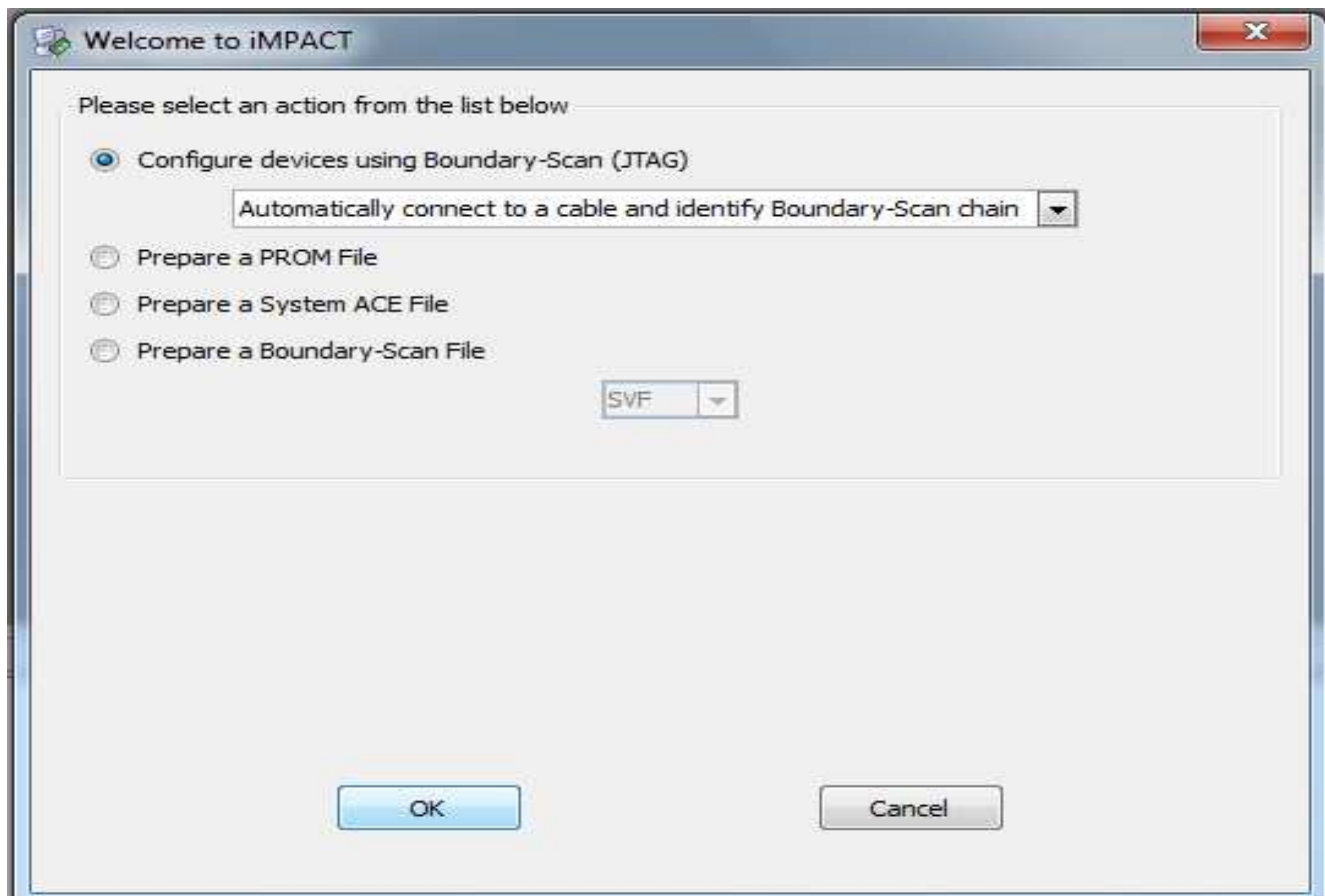 Welcome to iMPACT
Please select an action from the list below
Configure devices using Boundary-Scan (JTAG)
Automatically connect to a cable and identify Boundary-Scan chain
Prepare a PROM File
Prepare a System ACE File
Prepare a Boundary-Scan File
SVF
OK Cancel